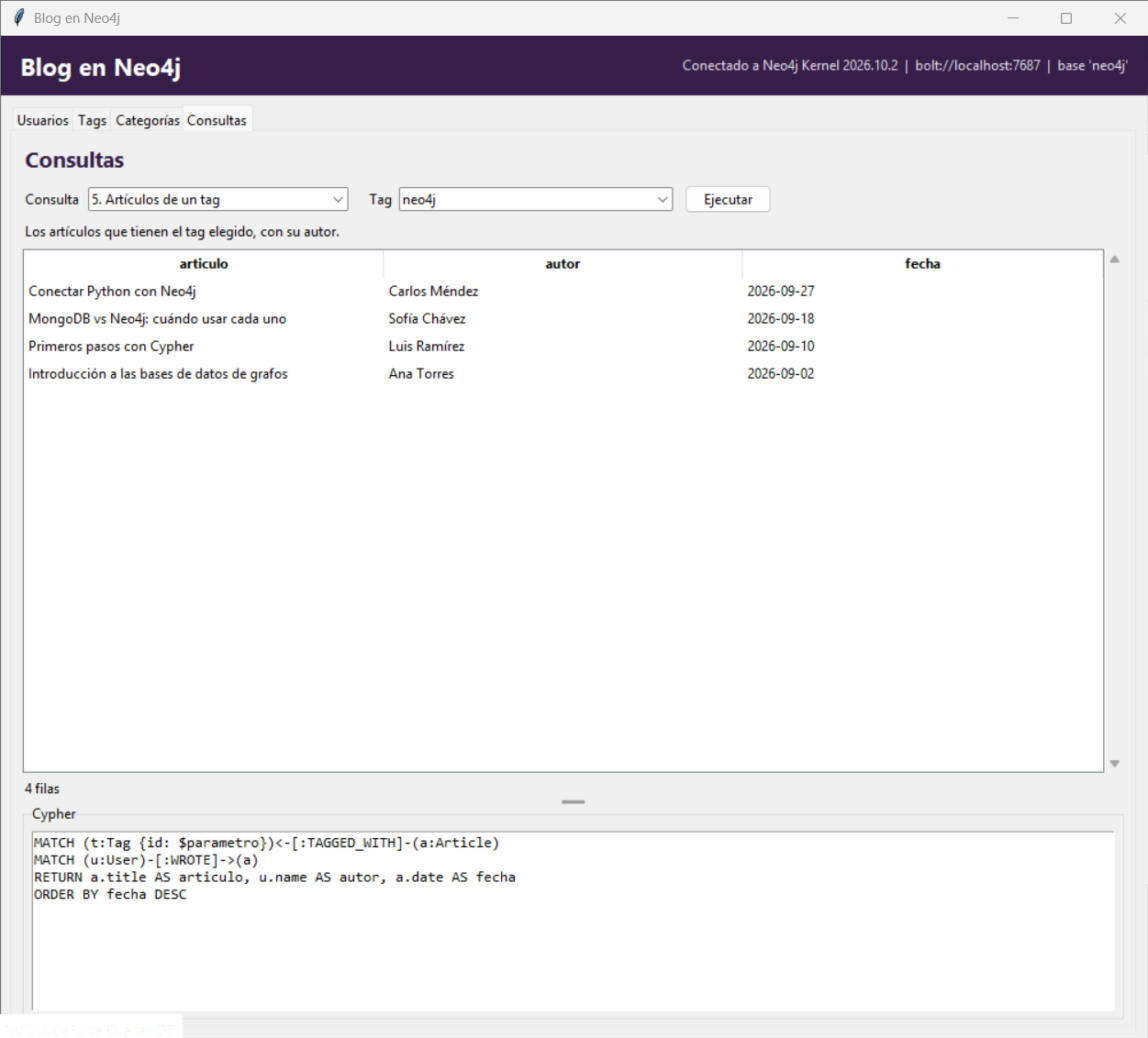 Blog en Neo4j
Blog en Neo4j
Conectado a Neo4j Kernel 2026.10.2 | bolt://localhost:7687 | base 'neo4j'
Usuarios Tags Categorías Consultas
Consultas
Consulta 5. Artículos de un tag Tag neo4j Ejecutar
Los artículos que tienen el tag elegido, con su autor.
articulo autor fecha
Conectar Python con Neo4j Carlos Méndez 2026-09-27
MongoDB vs Neo4j: cuándo usar cada uno Sofía Chávez 2026-09-18
Primeros pasos con Cypher Luis Ramírez 2026-09-10
Introducción a las bases de datos de grafos Ana Torres 2026-09-02
4 filas
Cypher
MATCH (t:Tag {id: $parametro})<-[:TAGGED_WITH]-(a:Article)
MATCH (u:User)-[:WROTE]->(a)
RETURN a.title AS articulo, u.name AS autor, a.date AS fecha
ORDER BY fecha DESC
NVIDIA GeForce Overlay DT